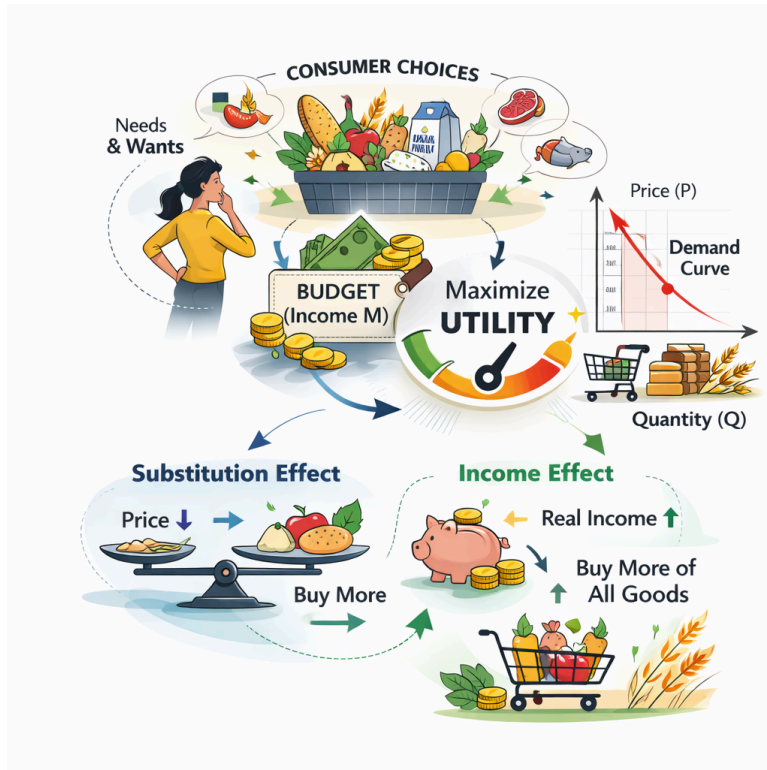 CONSUMER CHOICES
Needs
& Wants
Price (P)
Demand
Curve
BUDGET
(Income M)
Maximize
UTILITY
Quantity (Q)
Substitution Effect
Income Effect
Price ↓
Real Income ↑
Buy More
Buy More of
↑ All Goods